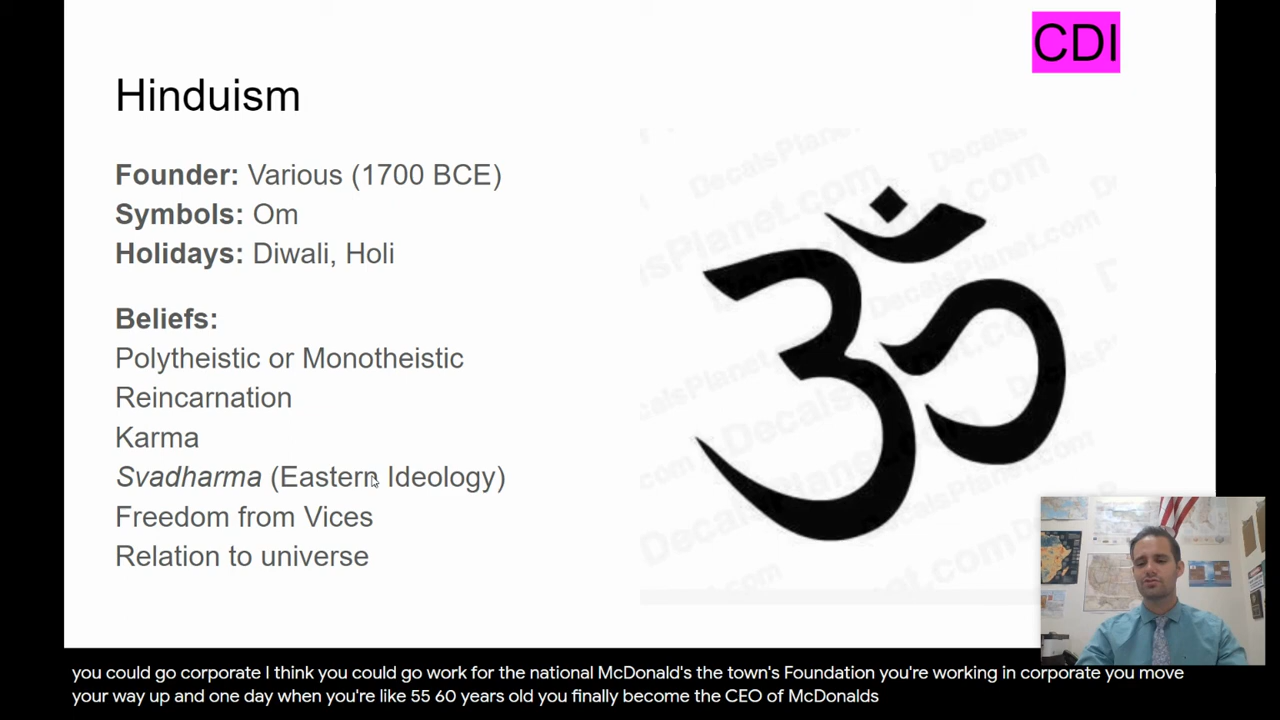 CDI
Hinduism
Founder: Various (1700 BCE)
Symbols: Om
Holidays: Diwali, Holi
Beliefs:
Polytheistic or Monotheistic
Reincarnation
Karma
Svadharma (Eastern Ideology)
Freedom from Vices
Relation to universe
ॐ
DecalsPlanet.com
you could go corporate I think you could go work for the national McDonald's the town's Foundation you're working in corporate you move
your way up and one day when you're like 55 60 years old you finally become the CEO of McDonalds